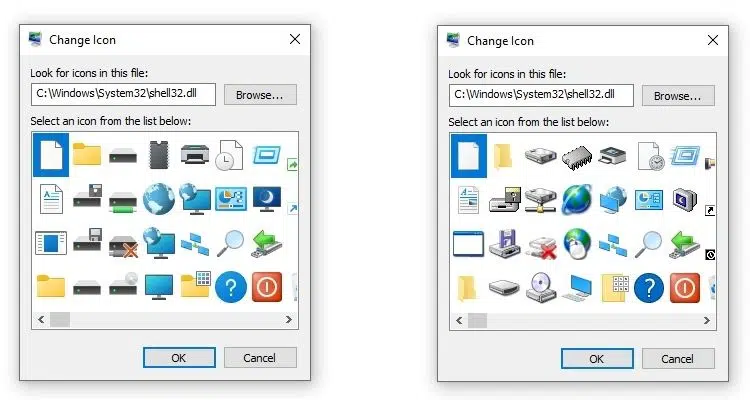 Change Icon
Look for icons in this file:
C:\Windows\System32\shell32.dll
Browse...
Select an icon from the list below:
OK
Cancel
Change Icon
Look for icons in this file:
C:\Windows\System32\shell32.dll
Browse...
Select an icon from the list below:
OK
Cancel